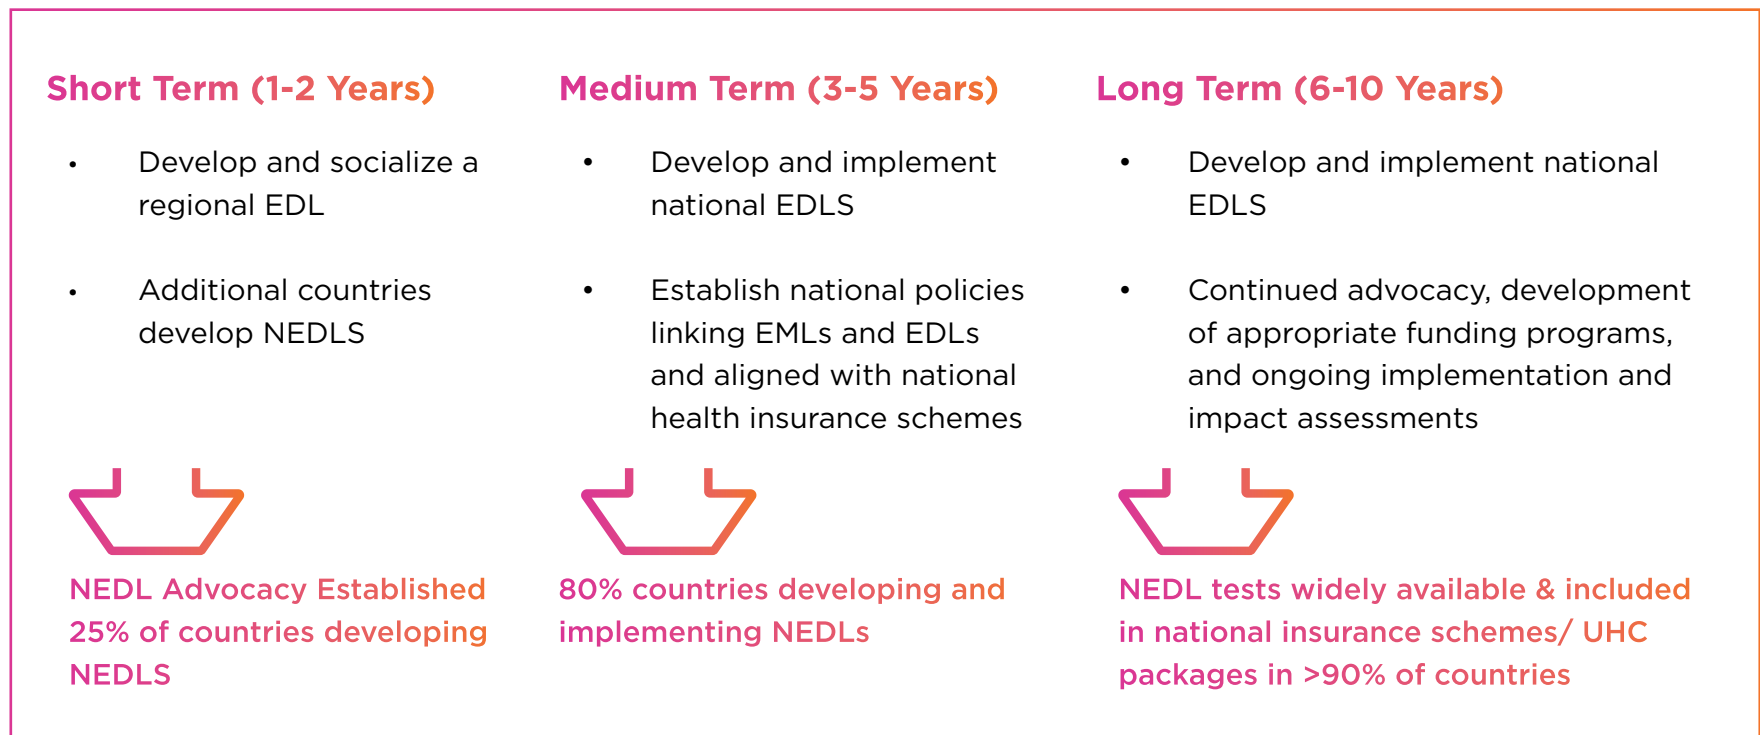 Short Term (1-2 Years)
• Develop and socialize a
regional EDL
• Additional countries
develop NEDLS
NEDL Advocacy Established
25% of countries developing
NEDLS
Medium Term (3-5 Years)
• Develop and implement
national EDLS
• Establish national policies
linking EMLs and EDLs
and aligned with national
health insurance schemes
80% countries developing and
implementing NEDLs
Long Term (6-10 Years)
• Develop and implement national
EDLS
• Continued advocacy, development
of appropriate funding programs,
and ongoing implementation and
impact assessments
NEDL tests widely available & included
in national insurance schemes/ UHC
packages in >90% of countries